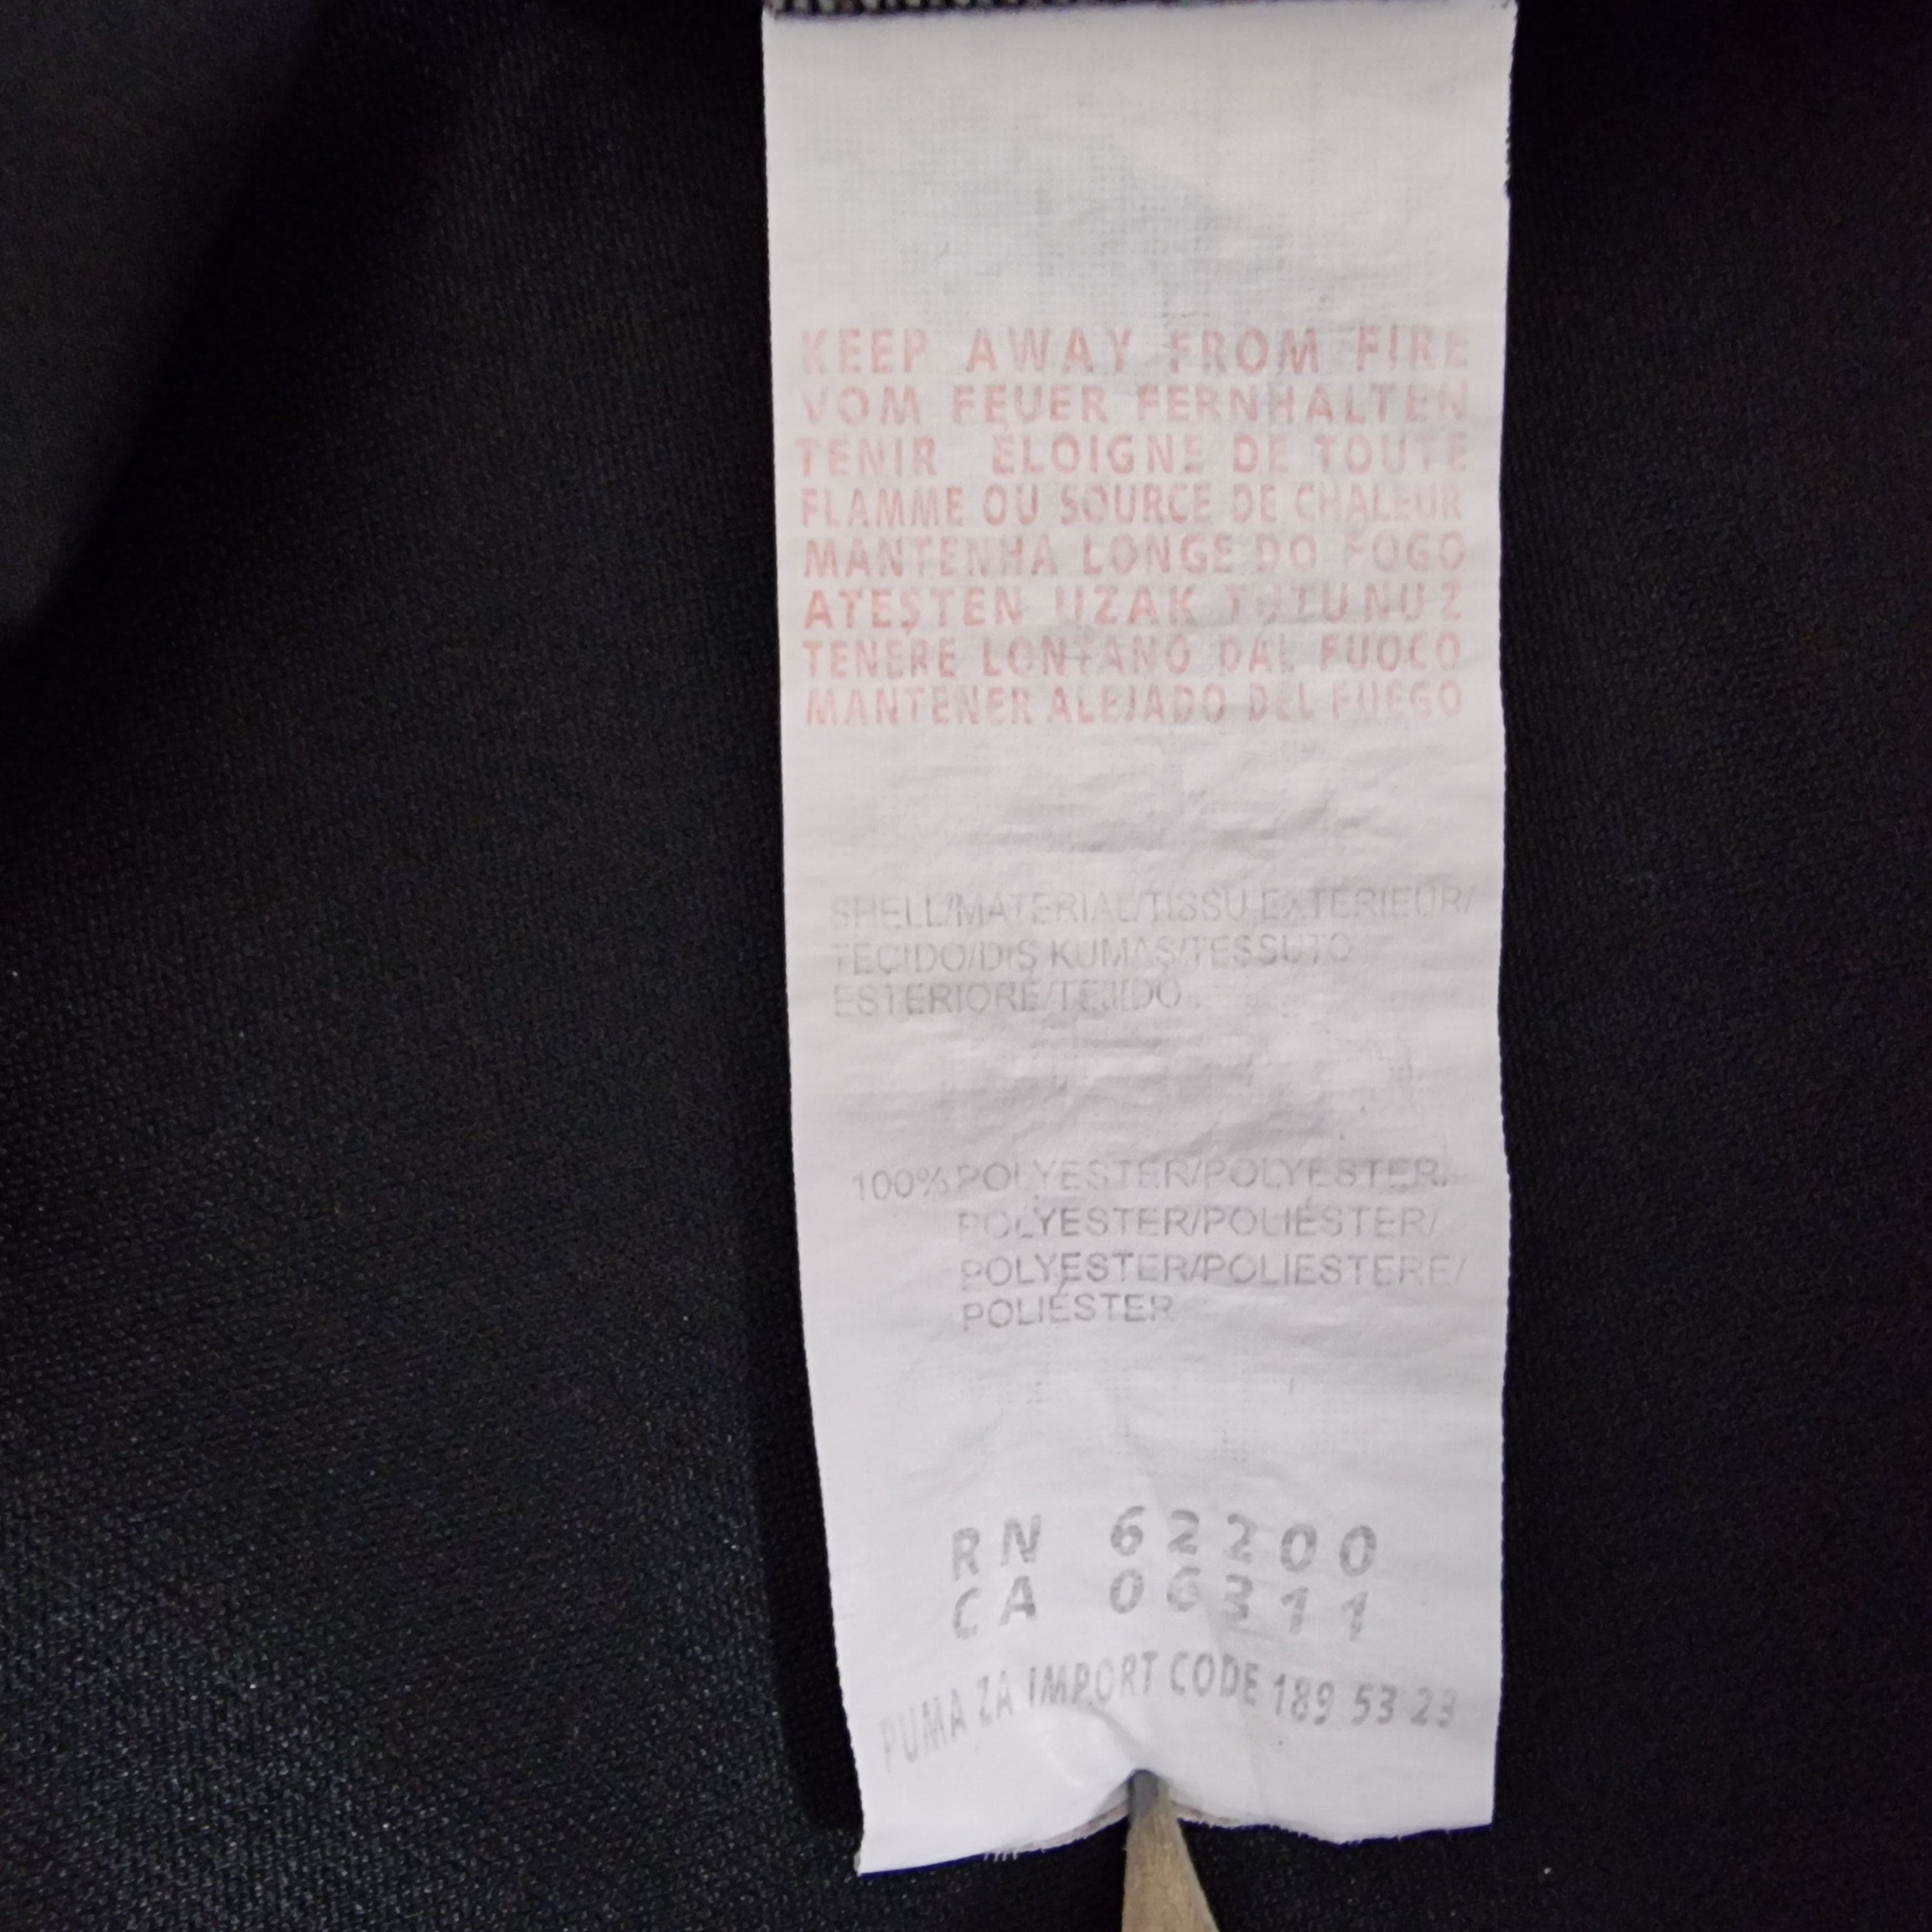 KEEP AWAY FROM FIRE
VOM FEUER FERNHALTEN
TENIR ÉLOIGNE DE TOUTE
FLAMME OU SOURCE DE CHALEUR
MANTENHA LONGE DO FOGO
ATEŞTEN UZAK TUTUNUZ
TENERE LONTANO DAL FUOCO
MANTENER ALEJADO DEL FUEGO
SHELL/MATERIAL/TISSU EXTERIEUR/
TECIDO/DIS KUMAS/TESSUTO
ESTERIORE/TEJIDO
100% POLYESTER/POLYESTER/
POLYESTER/POLIÉSTER/
POLYESTER/POLIESTERE/
POLIÉSTER
RN 62200
CA 06311
PUMA ZA IMPORT CODE 189 53 23